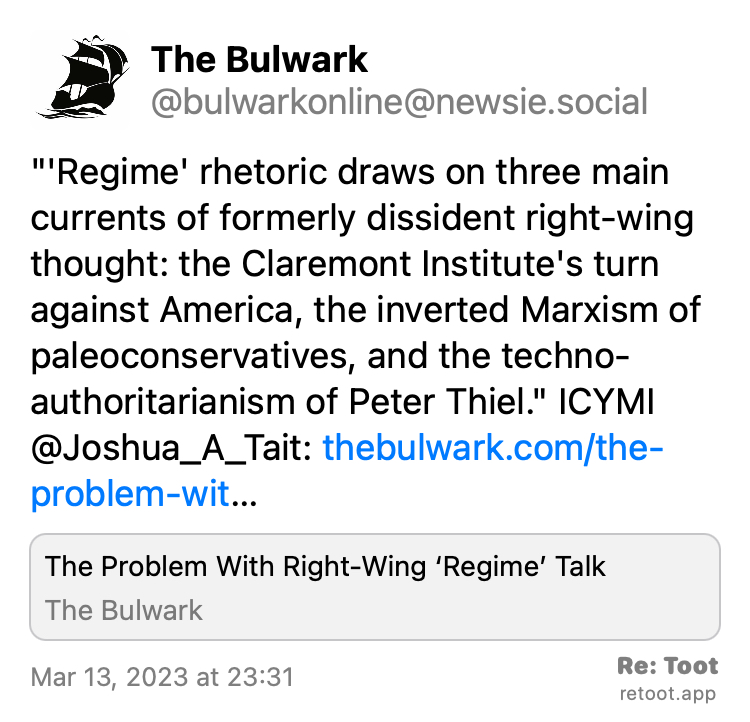 The Bulwark
@bulwarkonline@newsie.social
"'Regime' rhetoric draws on three main
currents of formerly dissident right-wing
thought: the Claremont Institute's turn
against America, the inverted Marxism of
paleoconservatives, and the techno-
authoritarianism of Peter Thiel." ICYMI
@Joshua_A_Tait: thebulwark.com/the-
problem-wit...
The Problem With Right-Wing ‘Regime’ Talk
The Bulwark
Mar 13, 2023 at 23:31
Re: Toot
retoot.app